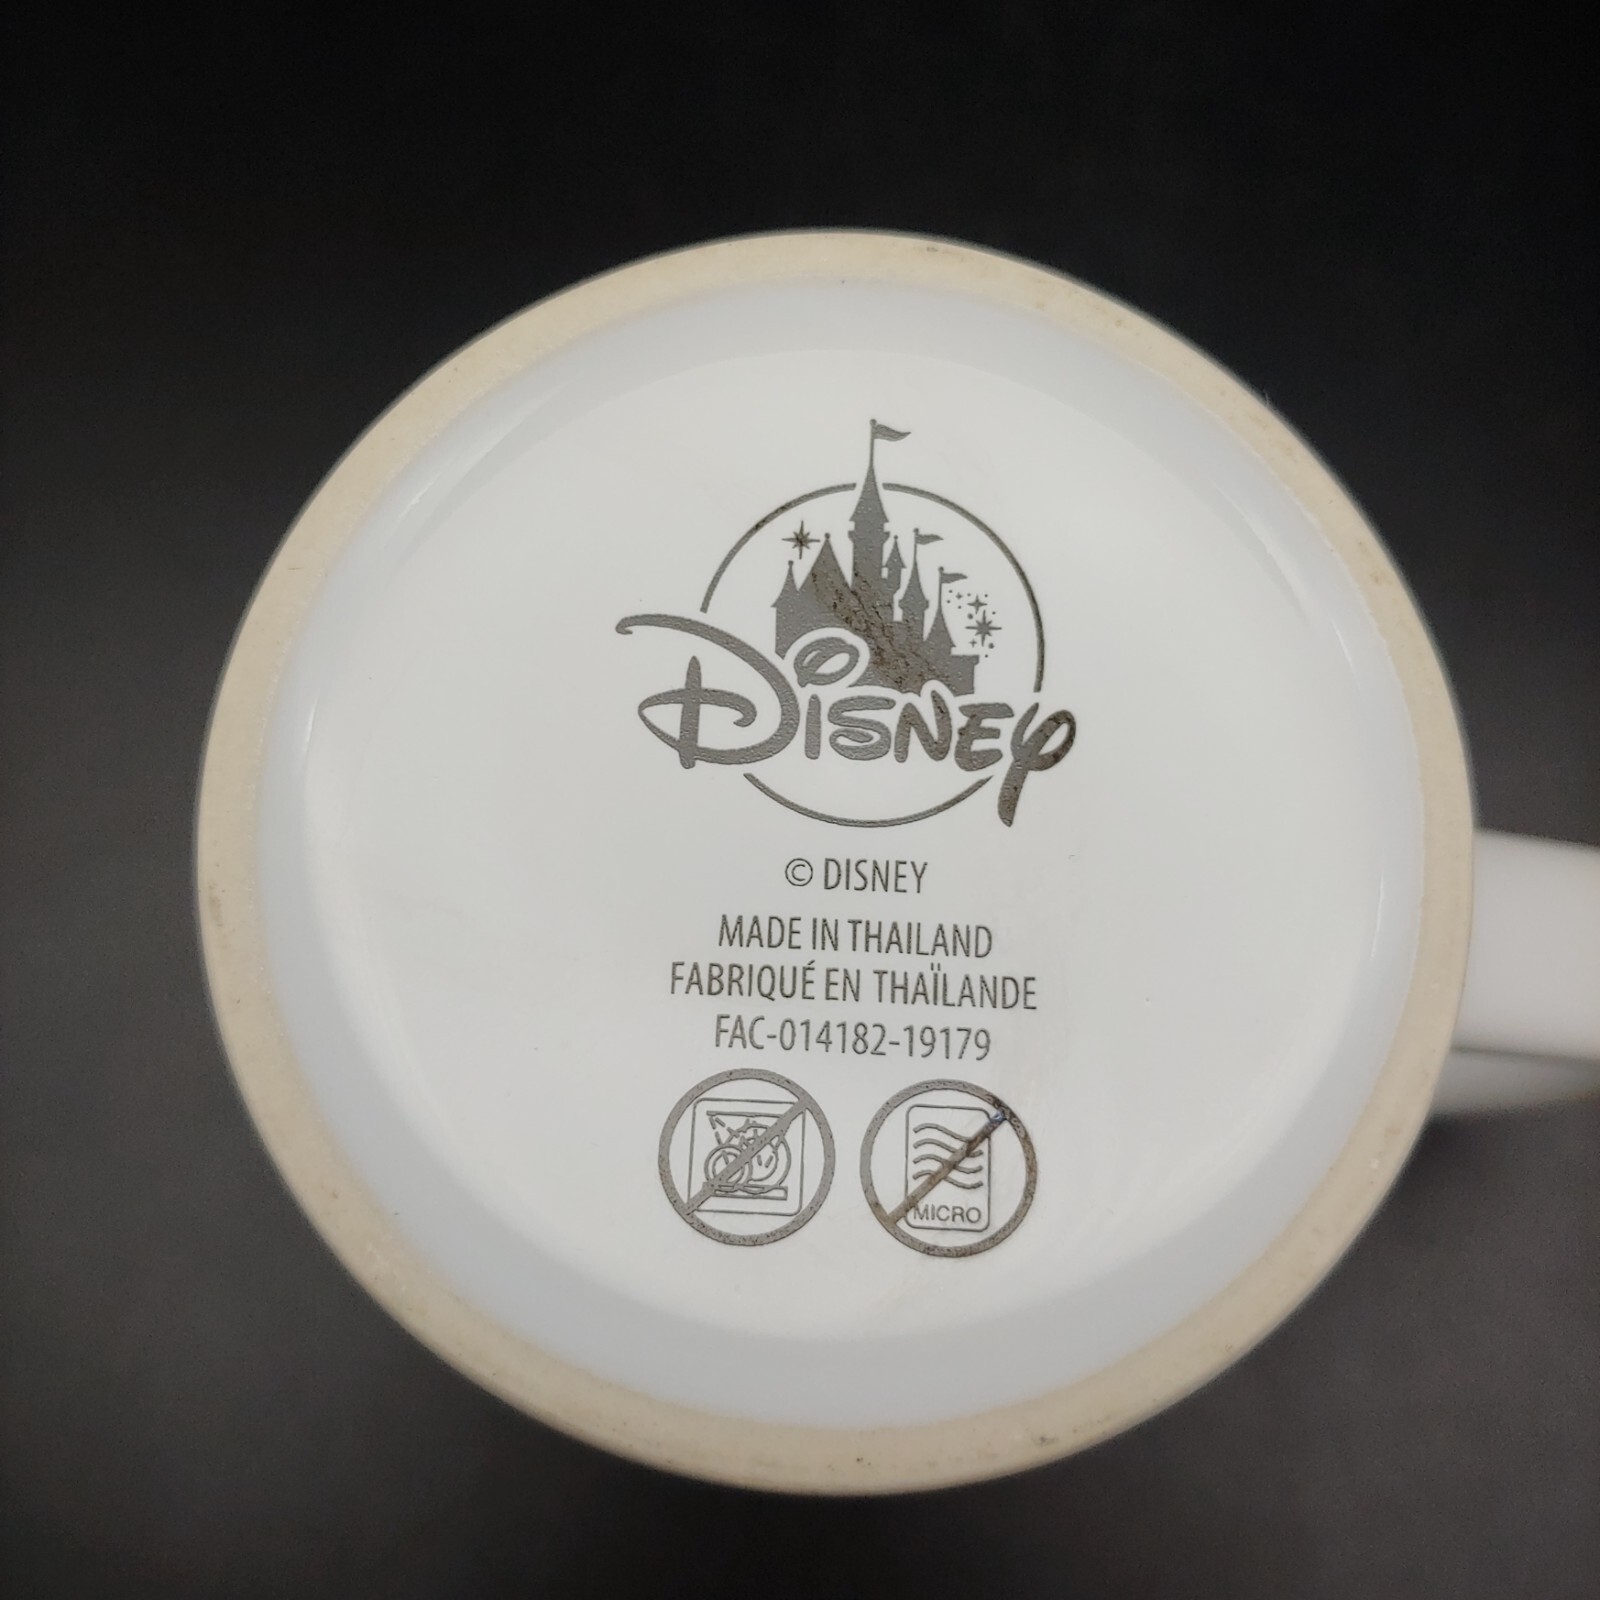 Disney
© DISNEY
MADE IN THAILAND
FABRIQUÉ EN THAÏLANDE
FAC-014182-19179
MICRO